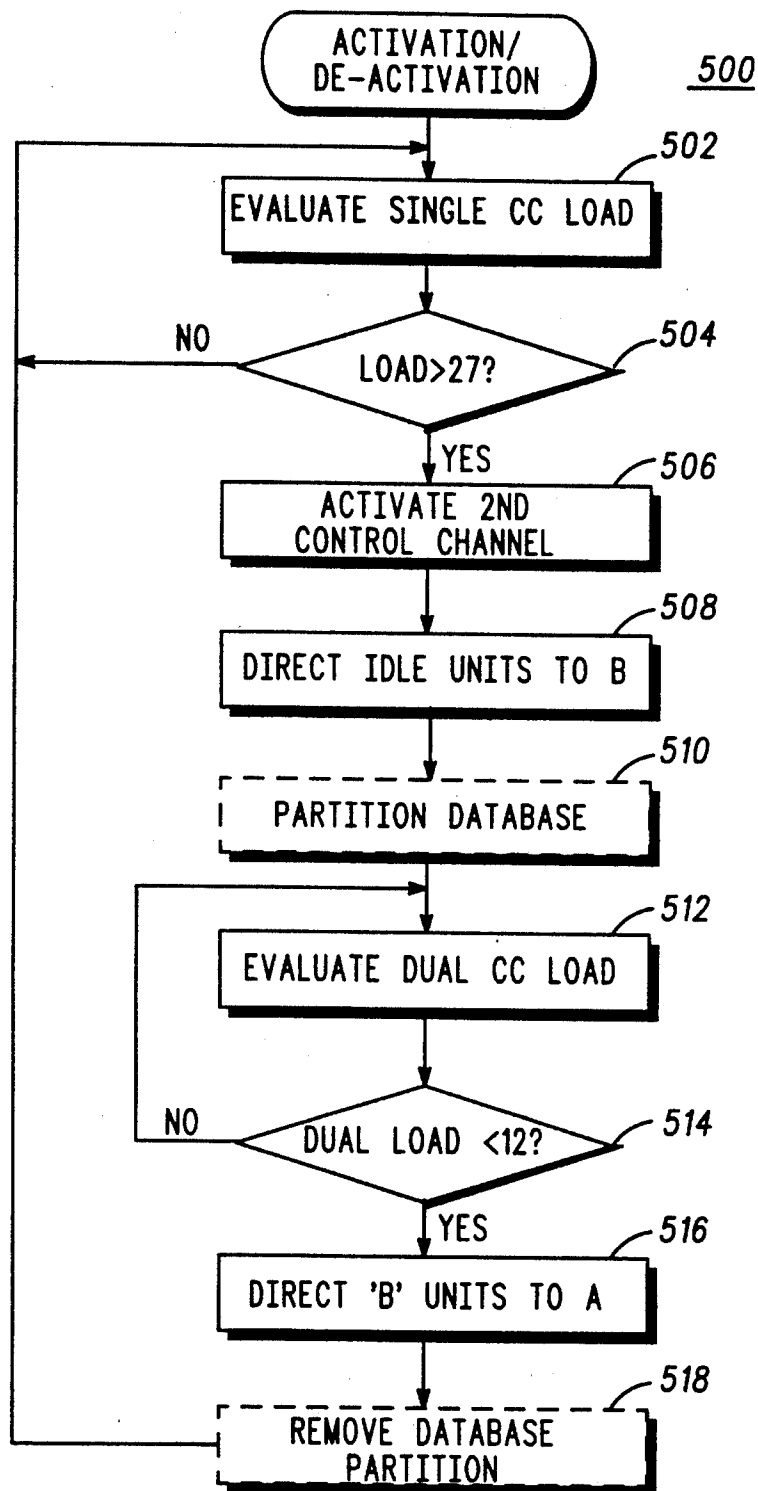 ACTIVATION/
DE-ACTIVATION
500
502
EVALUATE SINGLE CC LOAD
NO
504
LOAD>27?
YES
506
ACTIVATE 2ND
CONTROL CHANNEL
508
DIRECT IDLE UNITS TO B
510
PARTITION DATABASE
512
EVALUATE DUAL CC LOAD
NO
514
DUAL LOAD <12?
YES
516
DIRECT 'B' UNITS TO A
518
REMOVE DATABASE
PARTITION